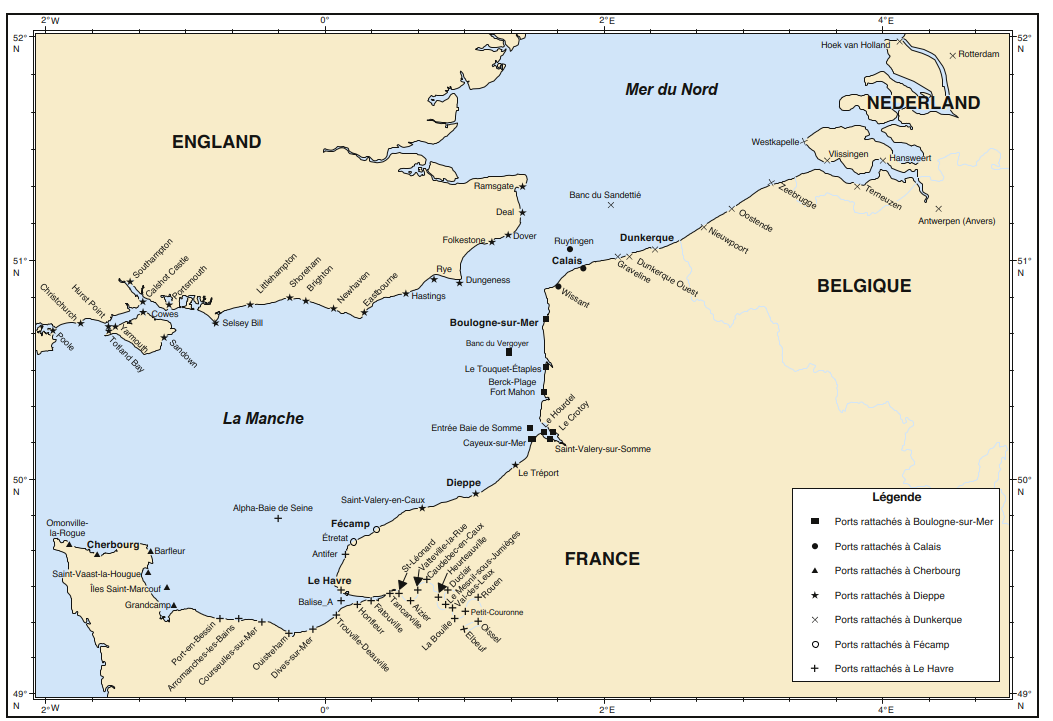 2°W
0°
2°E
4°E
52°
N
52°
N
Hoek van Holland
Rotterdam
Mer du Nord
NEDERLAND
ENGLAND
Westkapelle
Vlissingen
Hansweert
Ramsgate
Banc du Sandettié
Zeebrugge
Terneuzen
Deal
Oostende
Antwerpen (Anvers)
Folkestone
Dover
Ruytingen
Dunkerque
Nieuwpoort
51°
N
51°
N
Calais
Graveline
Dunkerque Ouest
Southampton
Calshot Castle
Portsmouth
Littlehampton
Shoreham
Brighton
Newhaven
Eastbourne
Rye
Dungeness
Hastings
Wissant
BELGIQUE
Christchurch
Hurst Point
Cowes
Selsey Bill
Poole
Yarmouth
Totland Bay
Sandown
Boulogne-sur-Mer
Banc du Vergoyer
Le Touquet-Étaples
Berck-Plage
Fort Mahon
La Manche
Le Hourdel
Le Crotoy
Entrée Baie de Somme
Cayeux-sur-Mer
Saint-Valery-sur-Somme
Le Tréport
50°
N
50°
N
Dieppe
Saint-Valery-en-Caux
Alpha-Baie de Seine
Fécamp
Étretat
Antifer
Omonville-
la-Rogue
Cherbourg
Barfleur
Saint-Vaast-la-Hougue
Îles Saint-Marcouf
Grandcamp
FRANCE
St-Léonard
Vatteville-la-Rue
Caudebec-en-Caux
Heurteauville
Duclair
Le Mesnil-sous-Jumièges
Val-des-Leux
Rouen
Le Havre
Balise_A
Honfleur
Fatouville
Tancarville
Aizier
Petit-Couronne
La Bouille
Elbeuf
Oissel
Port-en-Bessin
Arromanches-les-Bains
Courseulles-sur-Mer
Ouistreham
Dives-sur-Mer
Trouville-Deauville
Légende
Ports rattachés à Boulogne-sur-Mer
Ports rattachés à Calais
Ports rattachés à Cherbourg
Ports rattachés à Dieppe
Ports rattachés à Dunkerque
Ports rattachés à Fécamp
Ports rattachés à Le Havre
49°
N
49°
N
2°W
0°
2°E
4°E